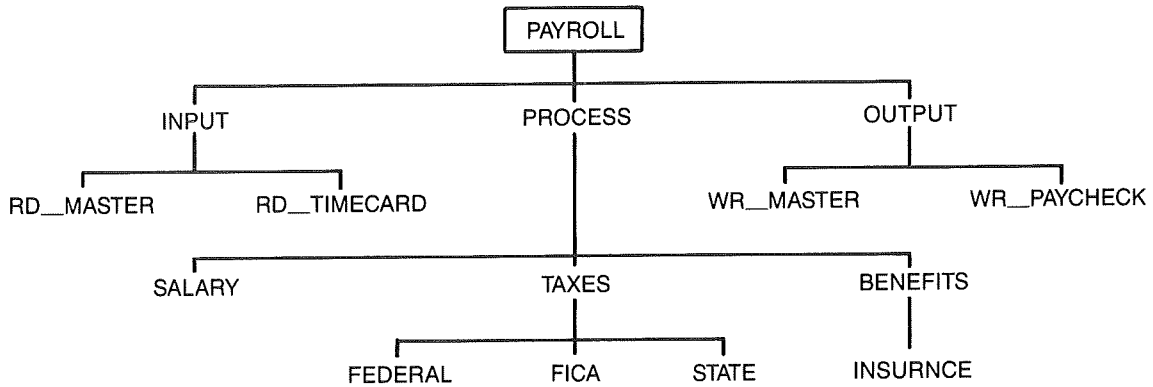 PAYROLL
INPUT PROCESS OUTPUT
RD__MASTER RD__TIMECARD WR__MASTER WR__PAYCHECK
SALARY TAXES BENEFITS
FEDERAL FICA STATE INSURNCE